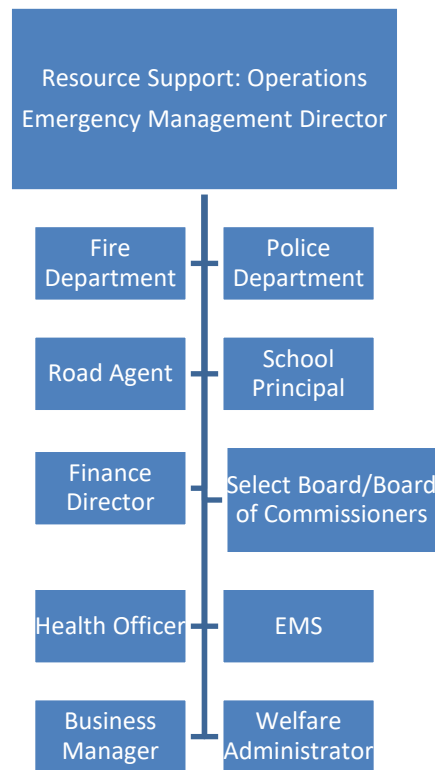 Resource Support: Operations
Emergency Management Director
Fire
Department
Police
Department
Road Agent
School
Principal
Finance
Director
Select Board/Board
of Commissioners
Health Officer
EMS
Business
Manager
Welfare
Administrator